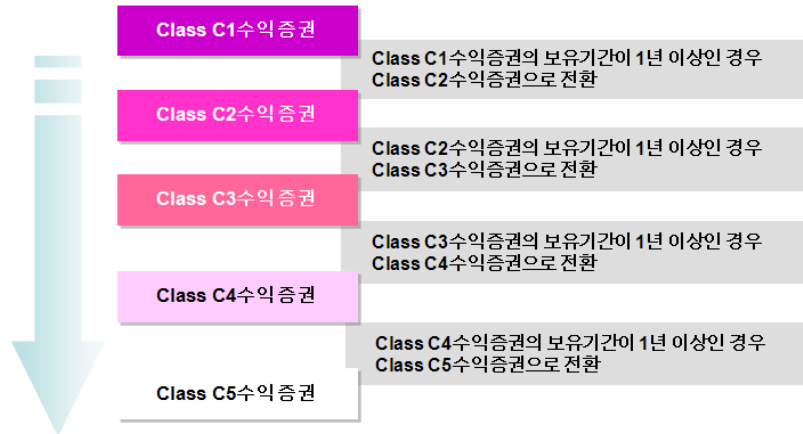 Class C1수익증권
Class C1수익증권의 보유기간이 1년 이상인 경우
Class C2수익증권으로 전환
Class C2수익증권
Class C2수익증권의 보유기간이 1년 이상인 경우
Class C3수익증권으로 전환
Class C3수익증권
Class C3수익증권의 보유기간이 1년 이상인 경우
Class C4수익증권으로 전환
Class C4수익증권
Class C4수익증권의 보유기간이 1년 이상인 경우
Class C5수익증권으로 전환
Class C5수익증권